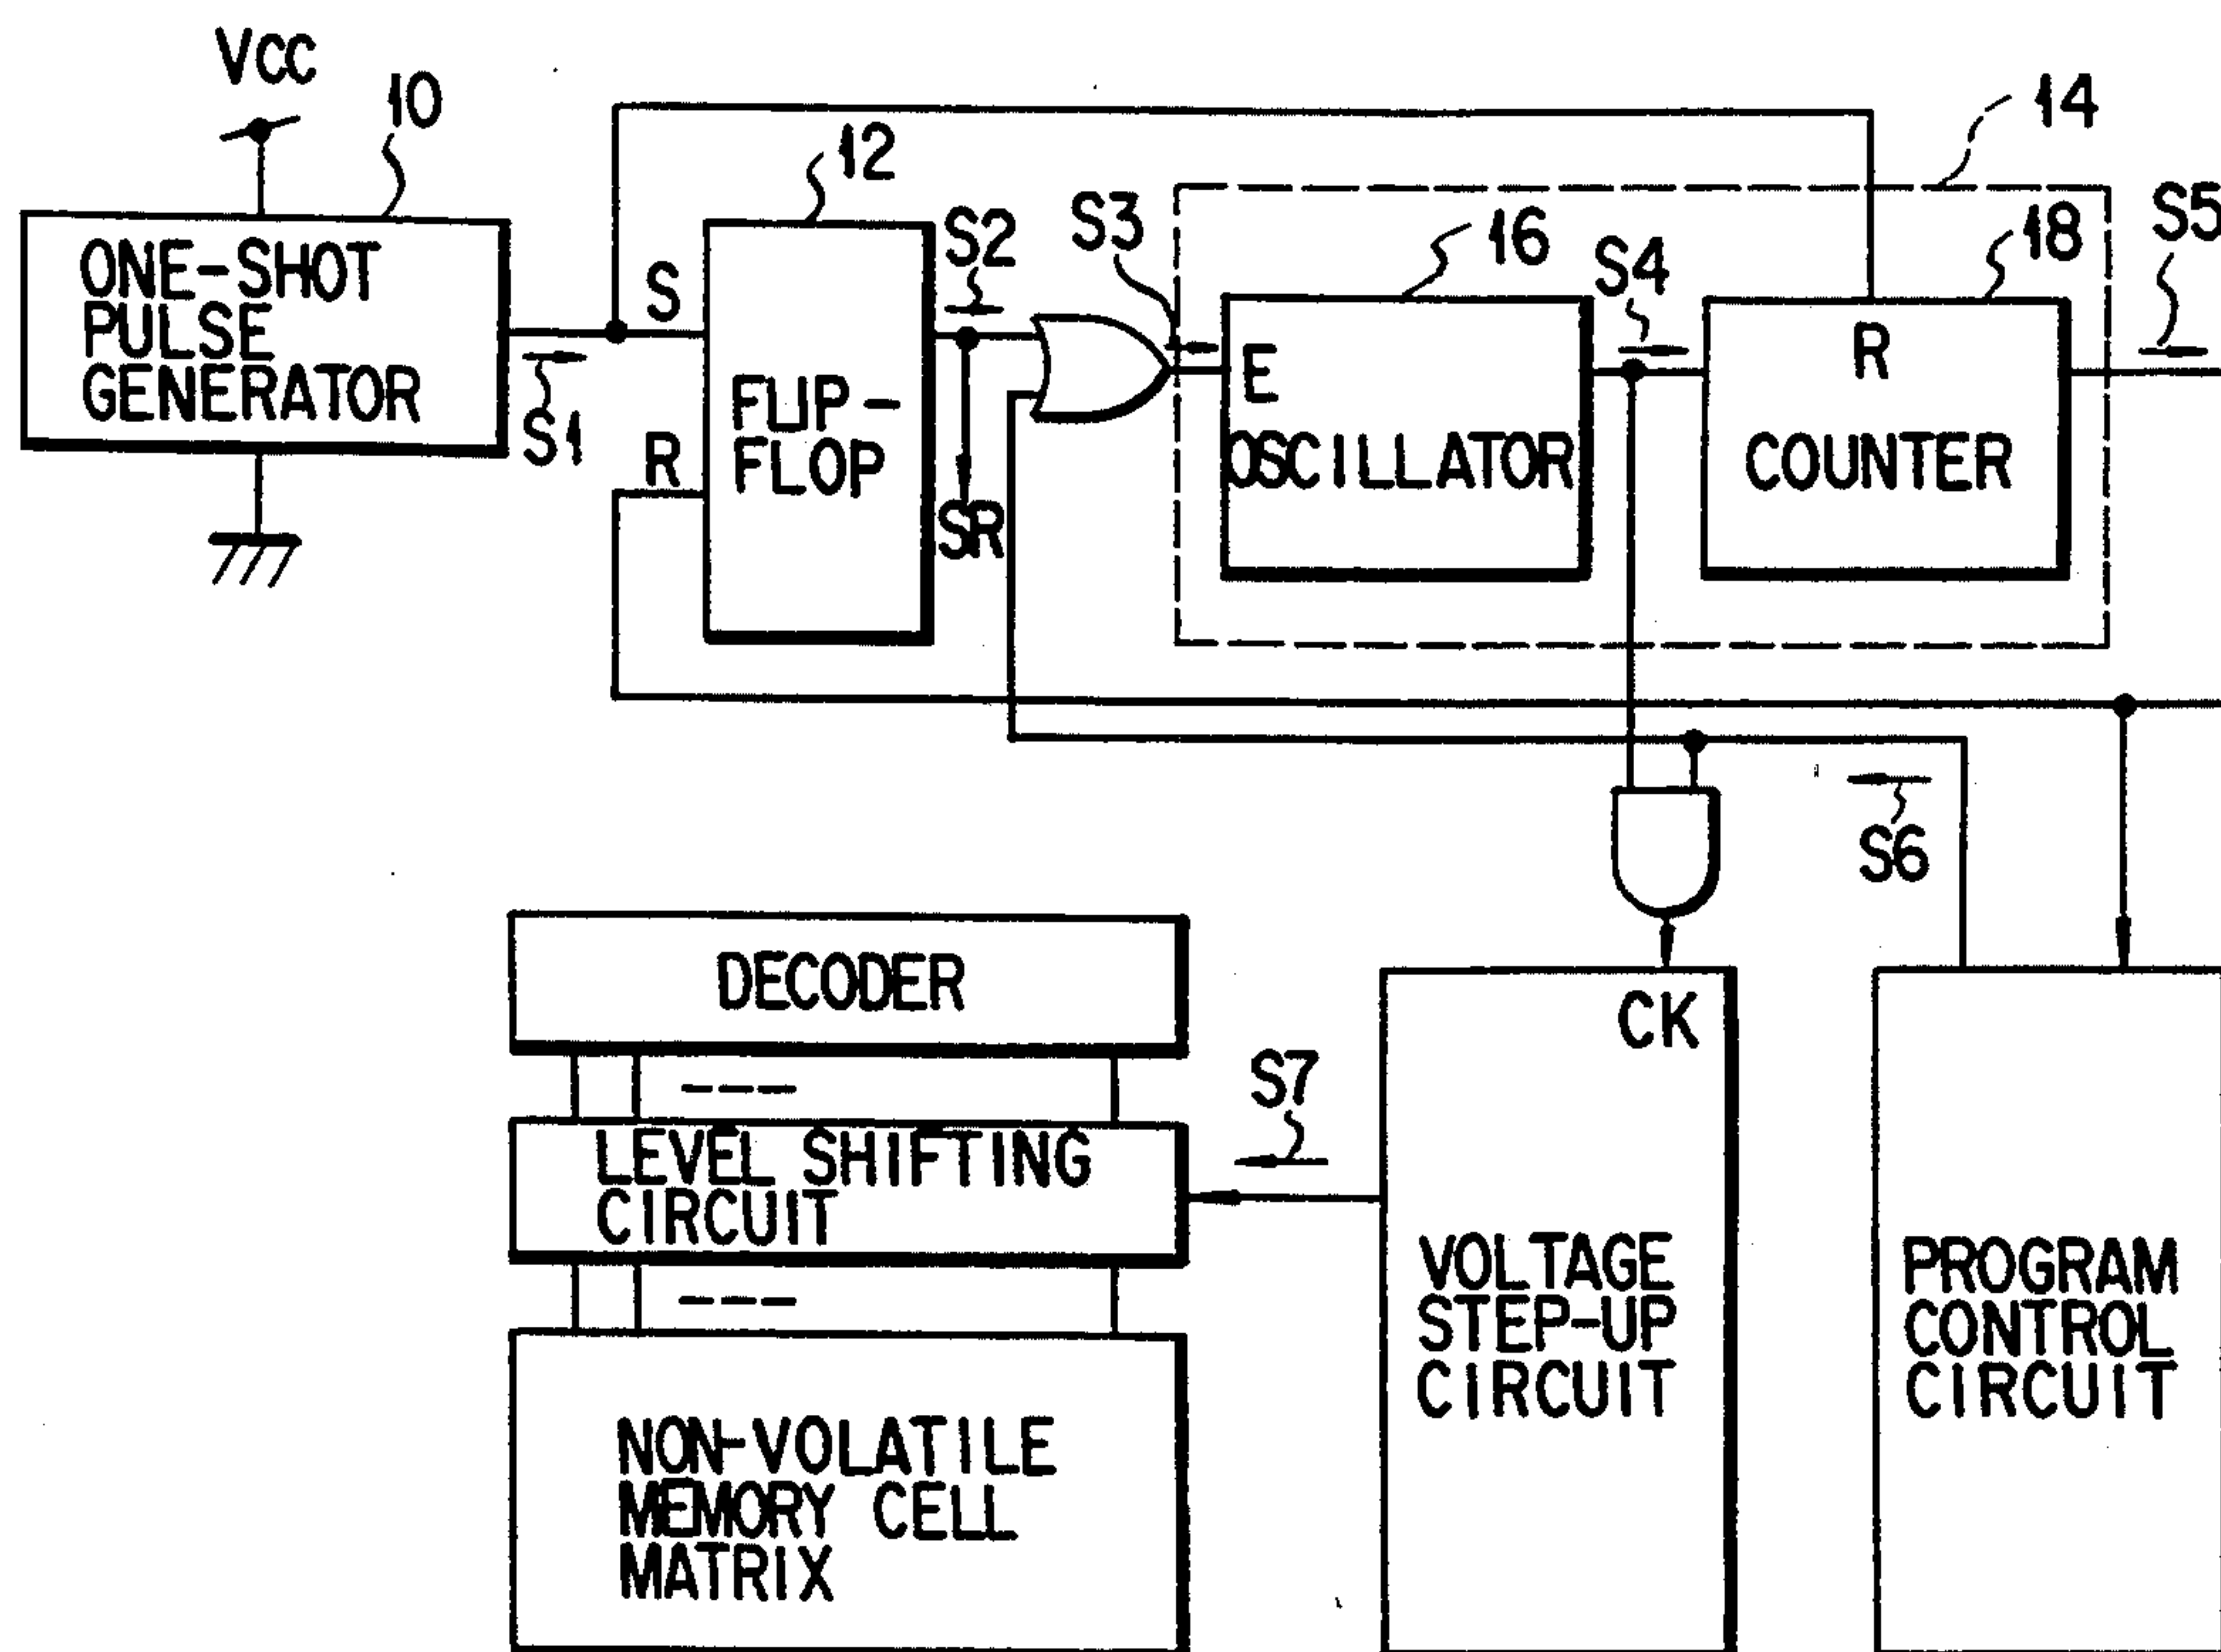 VCC
10
12
14
ONE-SHOT
PULSE
GENERATOR
S1
S
R
FLIP-
FLOP
S2
SR
S3
16
E
OSCILLATOR
S4
18
R
COUNTER
S5
S6
DECODER
LEVEL SHIFTING
CIRCUIT
NON-VOLATILE
MEMORY CELL
MATRIX
S7
CK
VOLTAGE
STEP-UP
CIRCUIT
PROGRAM
CONTROL
CIRCUIT